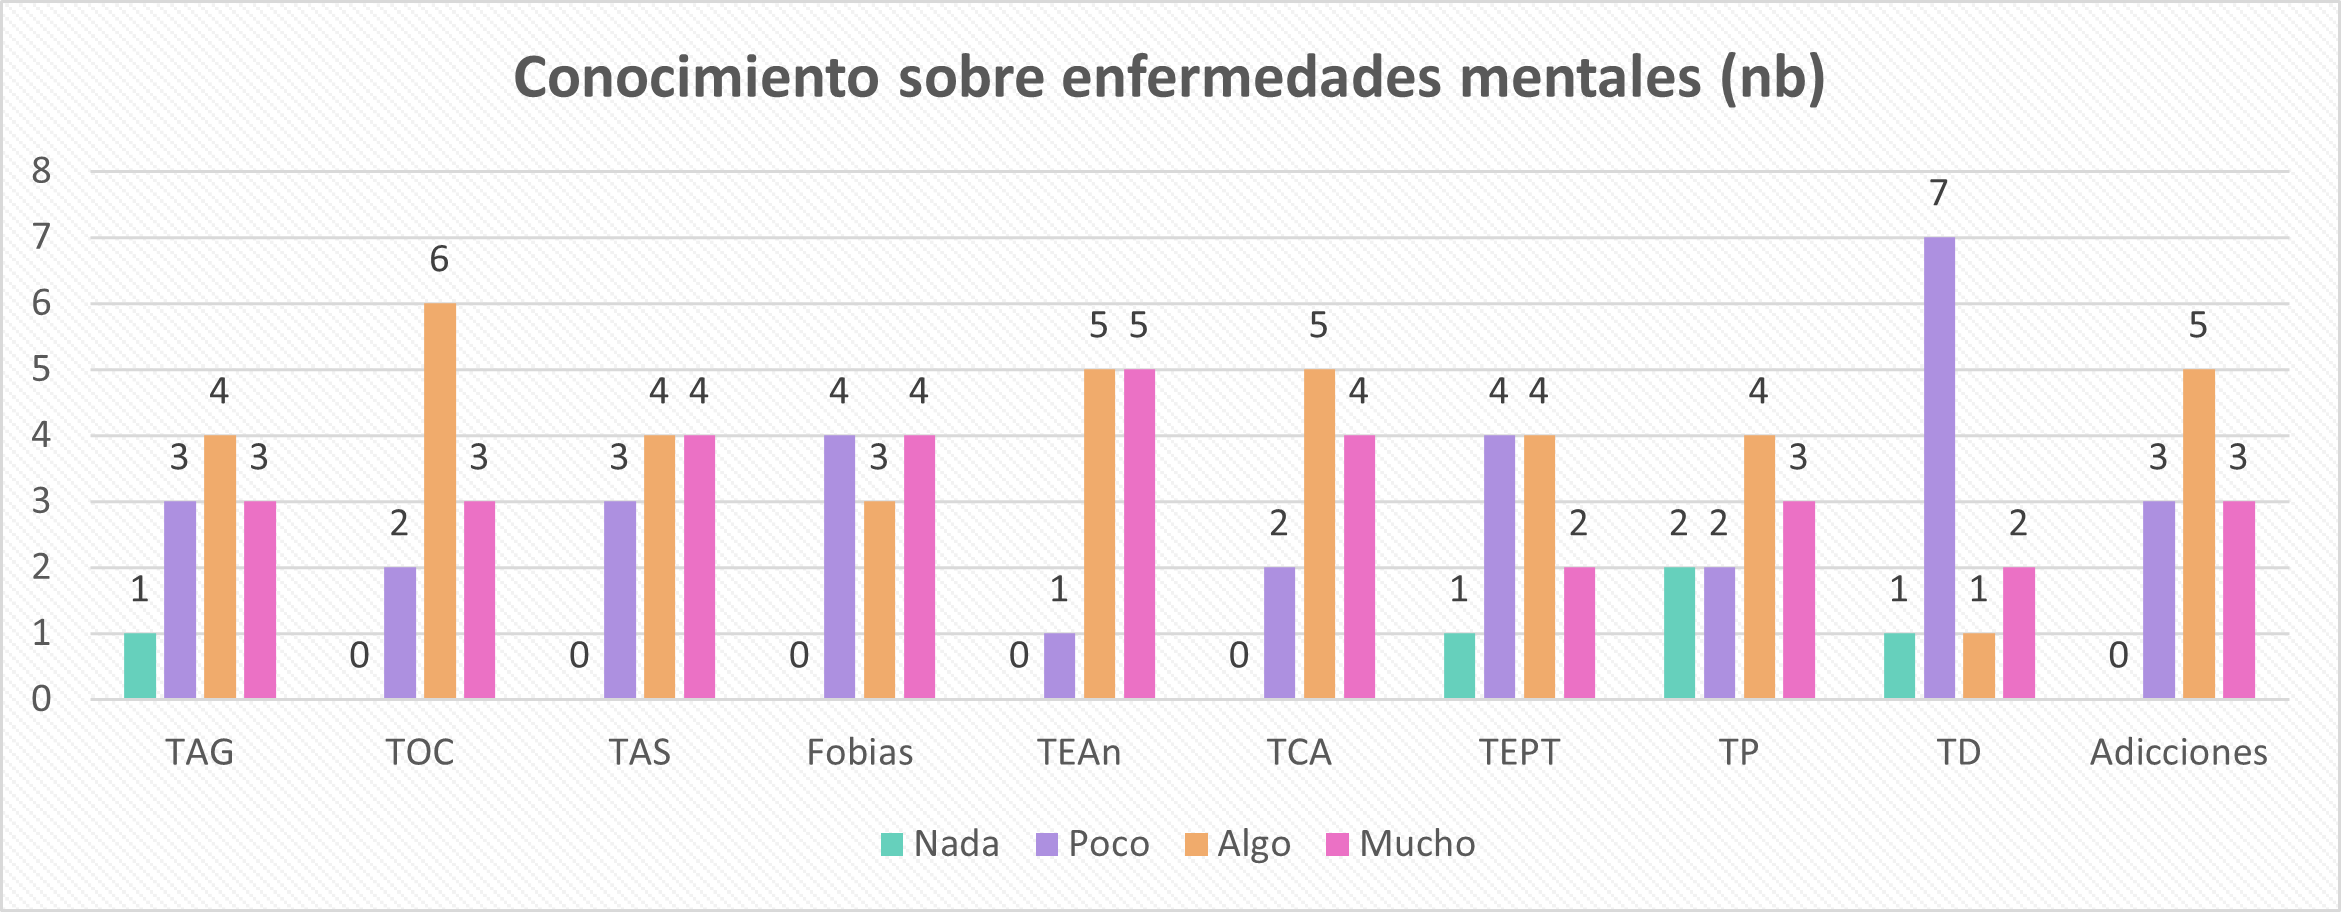 Conocimiento sobre enfermedades mentales (nb)
8
7
6
5
4
3
2
1
0
1 3 4 3
0 2 6 3
0 3 4 4
0 4 3 4
0 1 5 5
0 2 5 4
1 4 4 2
2 2 4 3
1 7 1 2
0 3 5 3
TAG TOC TAS Fobias TEAn TCA TEPT TP TD Adicciones
Nada Poco Algo Mucho